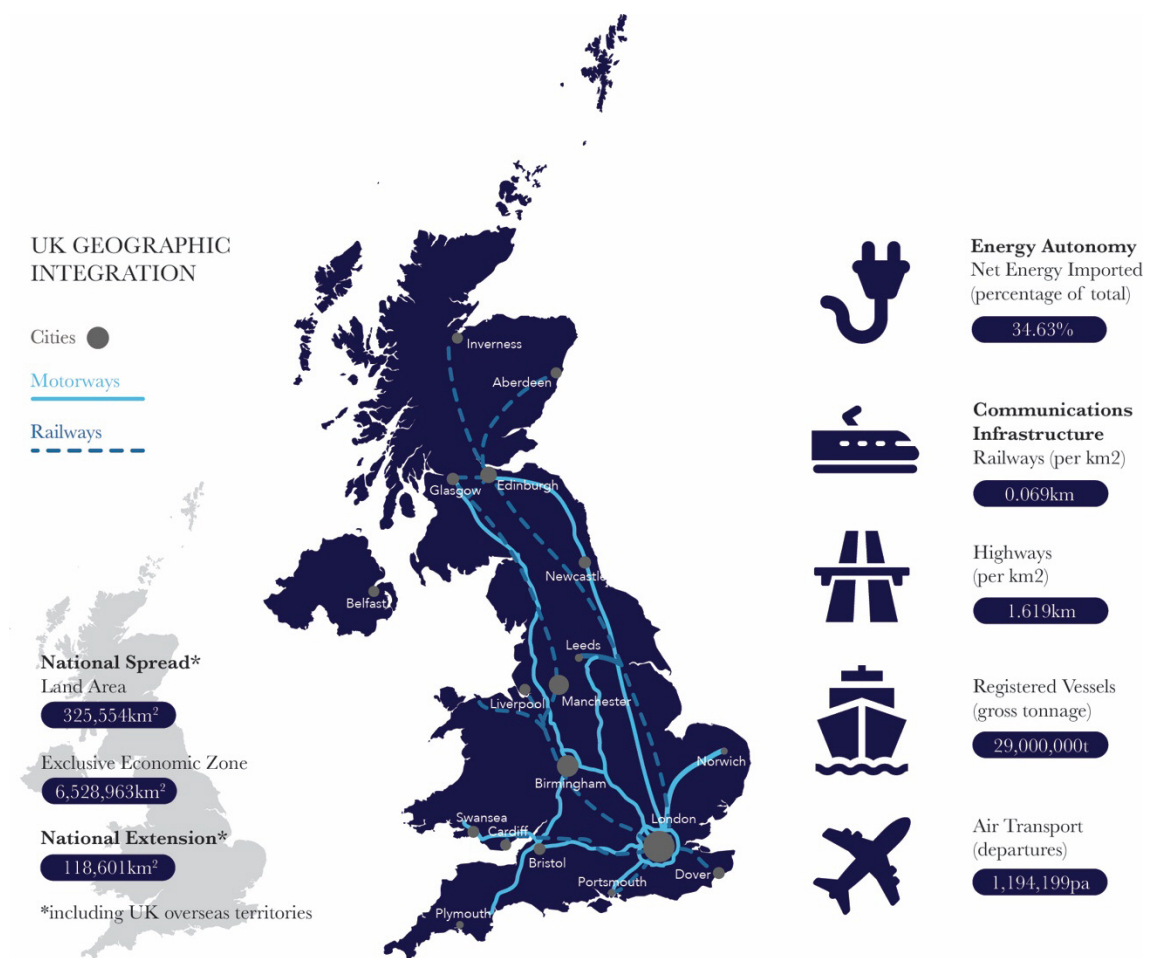 UK GEOGRAPHIC
INTEGRATION
Cities
Motorways
Railways
National Spread*
Land Area
325,554km²
Exclusive Economic Zone
6,528,963km²
National Extension*
118,601km²
*including UK overseas territories
Inverness
Aberdeen
Glasgow
Edinburgh
Newcastle
Belfast
Leeds
Liverpool
Manchester
Norwich
Birmingham
Swansea
Cardiff
London
Bristol
Portsmouth
Dover
Plymouth
Energy Autonomy
Net Energy Imported
(percentage of total)
34.63%
Communications
Infrastructure
Railways (per km2)
0.069km
Highways
(per km2)
1.619km
Registered Vessels
(gross tonnage)
29,000,000t
Air Transport
(departures)
1,194,199pa